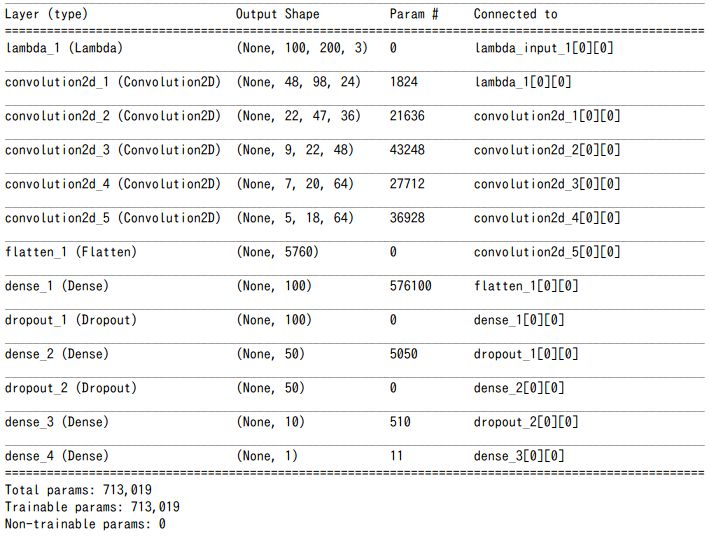 Layer (type) Output Shape Param # Connected to
====================================================================================================
lambda_1 (Lambda) (None, 100, 200, 3) 0 lambda_input_1[0][0]
convolution2d_1 (Convolution2D) (None, 48, 98, 24) 1824 lambda_1[0][0]
convolution2d_2 (Convolution2D) (None, 22, 47, 36) 21636 convolution2d_1[0][0]
convolution2d_3 (Convolution2D) (None, 9, 22, 48) 43248 convolution2d_2[0][0]
convolution2d_4 (Convolution2D) (None, 7, 20, 64) 27712 convolution2d_3[0][0]
convolution2d_5 (Convolution2D) (None, 5, 18, 64) 36928 convolution2d_4[0][0]
flatten_1 (Flatten) (None, 5760) 0 convolution2d_5[0][0]
dense_1 (Dense) (None, 100) 576100 flatten_1[0][0]
dropout_1 (Dropout) (None, 100) 0 dense_1[0][0]
dense_2 (Dense) (None, 50) 5050 dropout_1[0][0]
dropout_2 (Dropout) (None, 50) 0 dense_2[0][0]
dense_3 (Dense) (None, 10) 510 dropout_2[0][0]
dense_4 (Dense) (None, 1) 11 dense_3[0][0]
====================================================================================================
Total params: 713,019
Trainable params: 713,019
Non-trainable params: 0